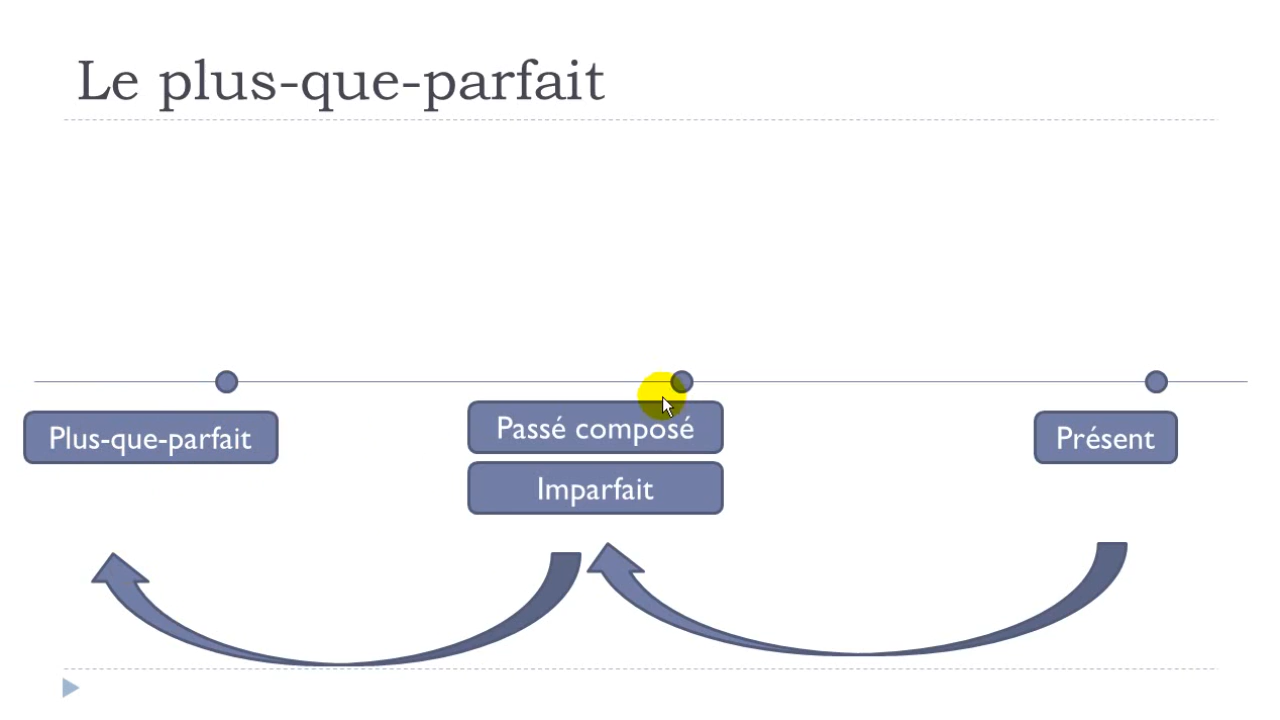 Le plus-que-parfait
Plus-que-parfait
Passé composé
Imparfait
Présent